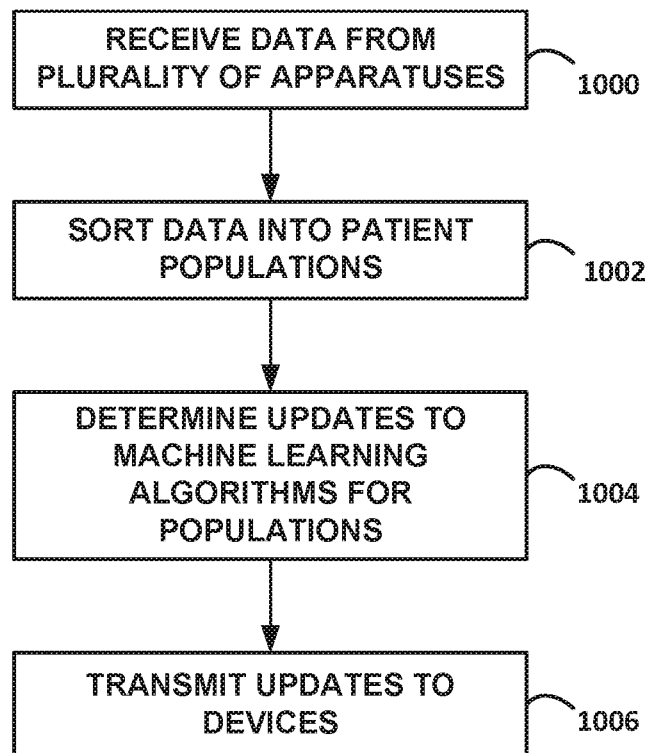 RECEIVE DATA FROM
PLURALITY OF APPARATUSES
1000
SORT DATA INTO PATIENT
POPULATIONS
1002
DETERMINE UPDATES TO
MACHINE LEARNING
ALGORITHMS FOR
POPULATIONS
1004
TRANSMIT UPDATES TO
DEVICES
1006